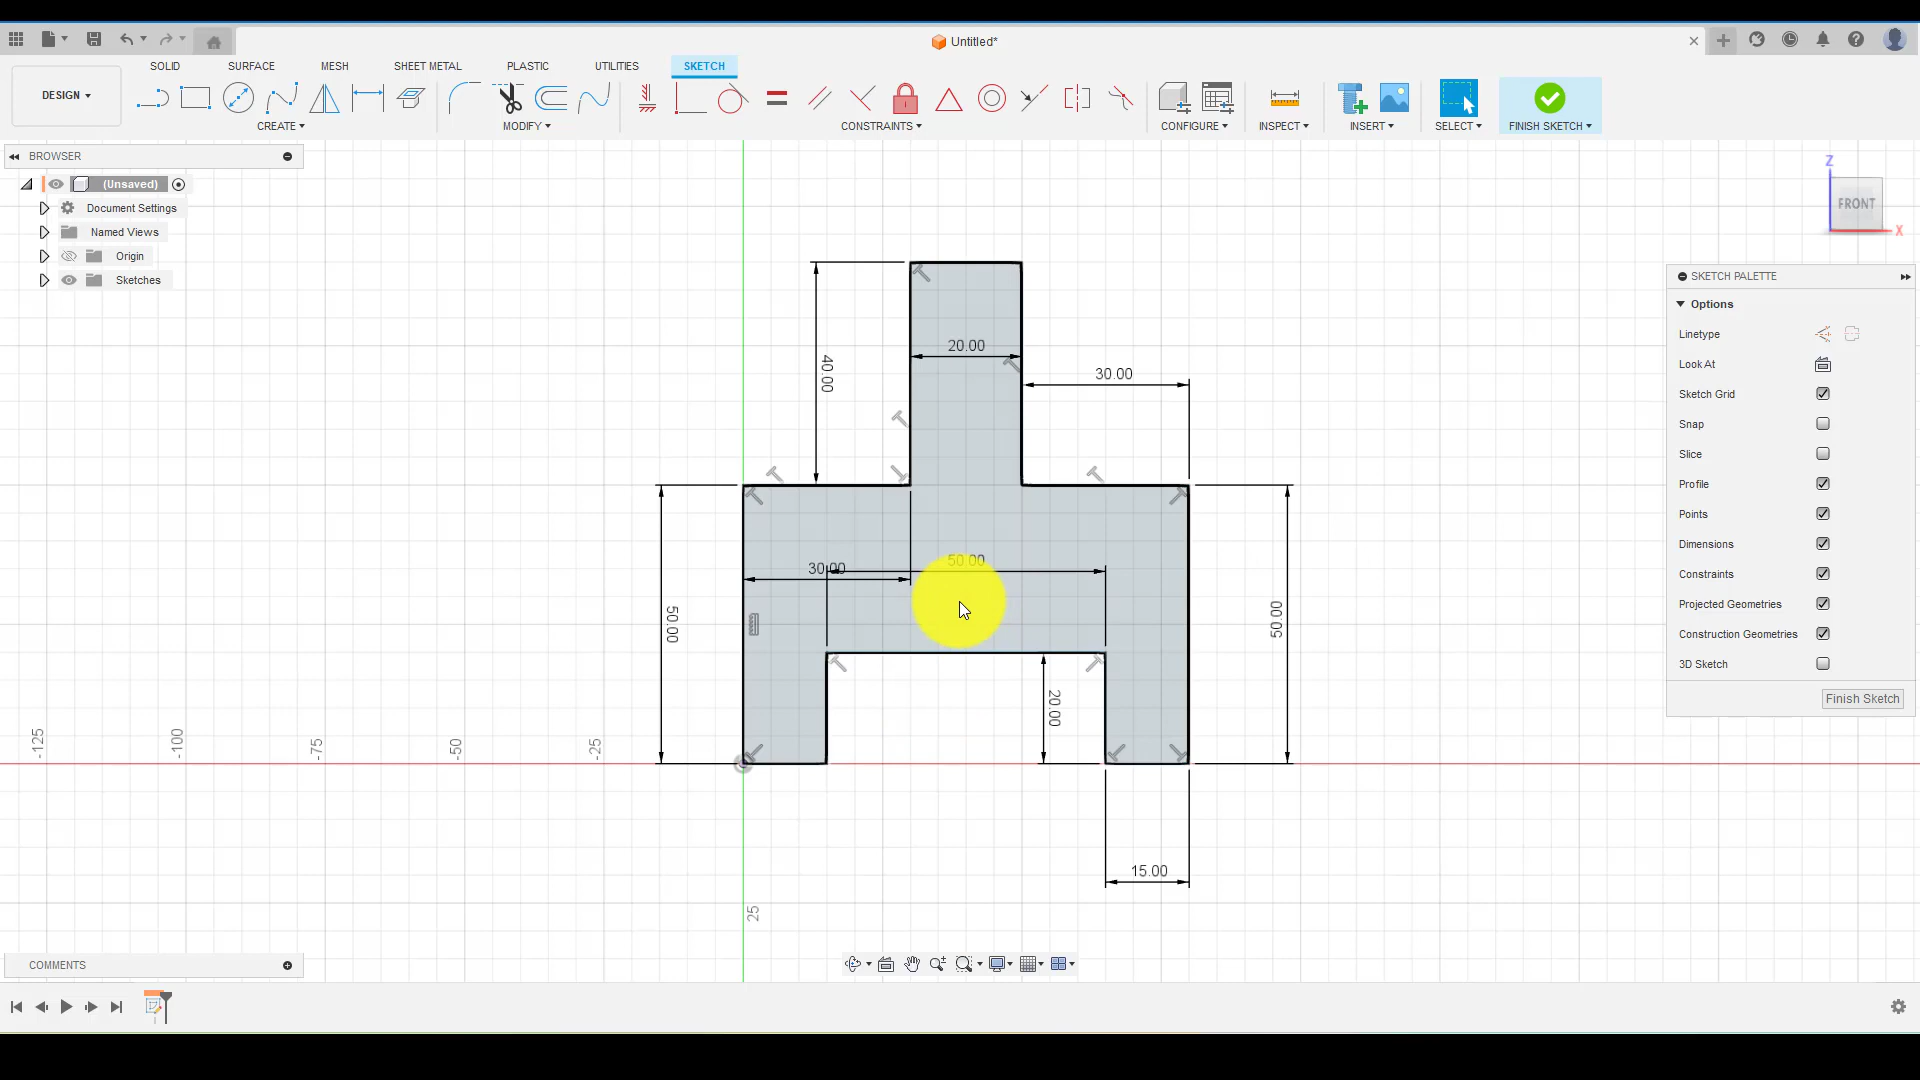 Untitled*
DESIGN
SOLID
SURFACE
MESH
SHEET METAL
PLASTIC
UTILITIES
SKETCH
CREATE
MODIFY
CONSTRAINTS
CONFIGURE
INSPECT
INSERT
SELECT
FINISH SKETCH
BROWSER
(Unsaved)
Document Settings
Named Views
Origin
Sketches
Z
FRONT
X
SKETCH PALETTE
Options
Linetype
Look At
Sketch Grid
Snap
Slice
Profile
Points
Dimensions
Constraints
Projected Geometries
Construction Geometries
3D Sketch
Finish Sketch
40.00
20.00
30.00
50.00
30.00
50.00
50.00
20.00
15.00
-125
-100
-75
-50
-25
25
COMMENTS